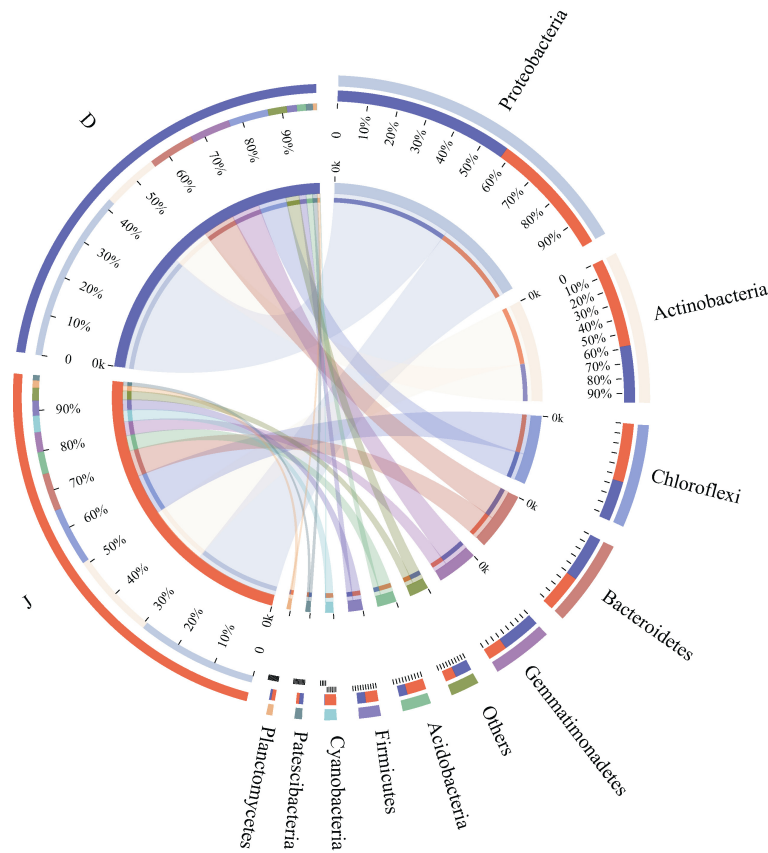 Proteobacteria
0
10%
20%
30%
40%
50%
60%
70%
80%
90%
0k
Actinobacteria
0
10%
20%
30%
40%
50%
60%
70%
80%
90%
0k
Chloroflexi
0k
Bacteroidetes
0k
Gemmatimonadetes
0k
Others
Acidobacteria
Firmicutes
Cyanobacteria
Patescibacteria
Planctomycetes
J
0
10%
20%
30%
40%
50%
60%
70%
80%
90%
0k
D
0
10%
20%
30%
40%
50%
60%
70%
80%
90%
0k